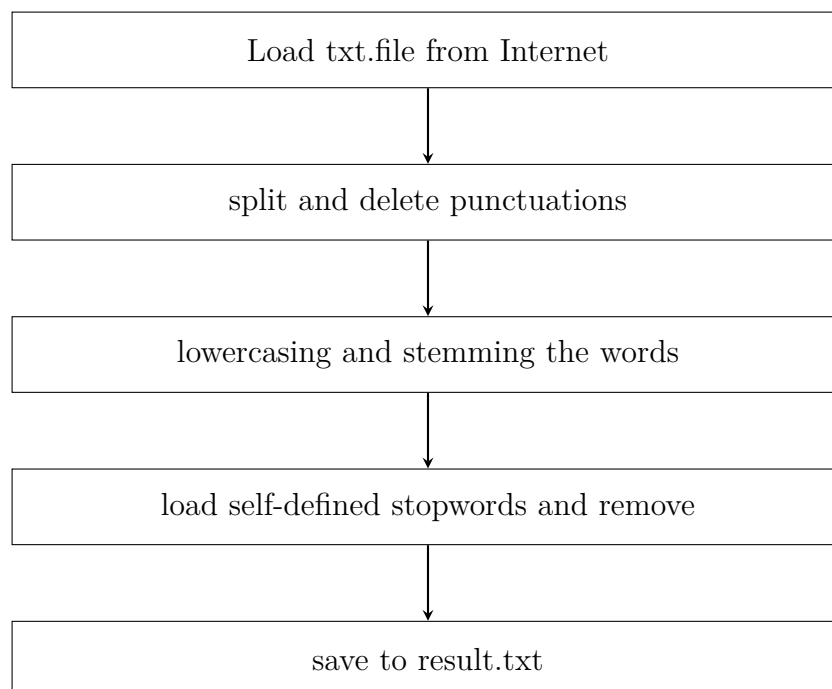 Load txt.file from Internet
split and delete punctuations
lowercasing and stemming the words
load self-defined stopwords and remove
save to result.txt